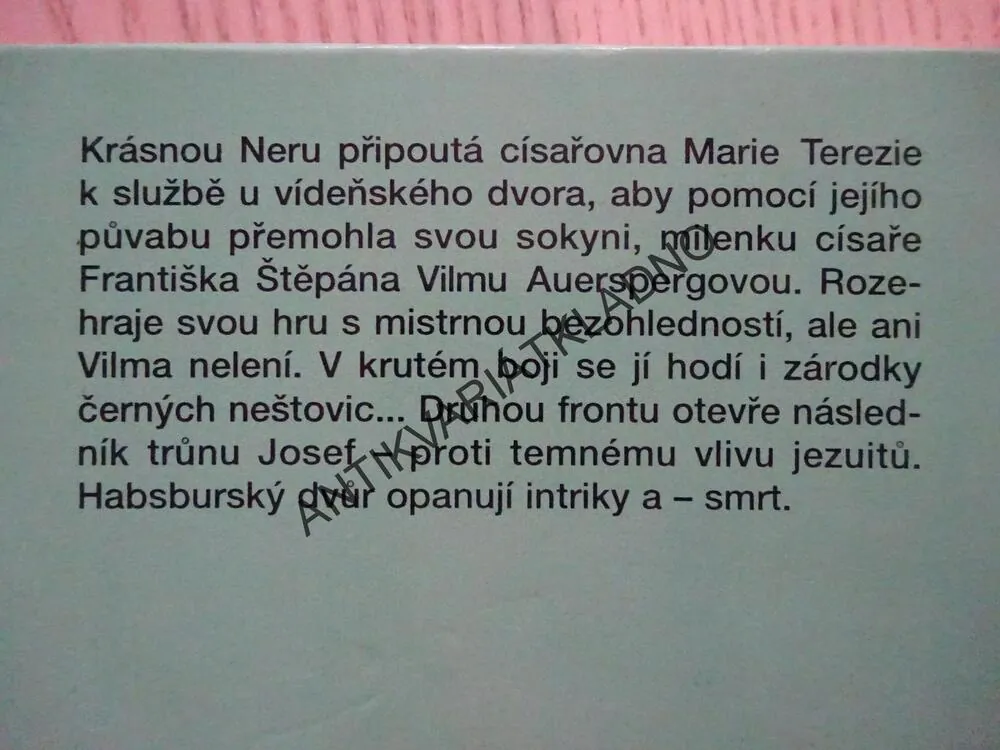 Krásnou Neru připoutá císařovna Marie Terezie
k službě u vídeňského dvora, aby pomocí jejího
půvabu přemohla svou sokyni, milenku císaře
Františka Štěpána Vilmu Auerspergovou. Roze-
hraje svou hru s mistrnou bezohledností, ale ani
Vilma nelení. V krutém boji se jí hodí i zárodky
černých neštovic... Druhou frontu otevře násled-
ník trůnu Josef – proti temnému vlivu jezuitů.
Habsburský dvůr opanují intriky a – smrt.
ANTIKVARIÁTKLADNO